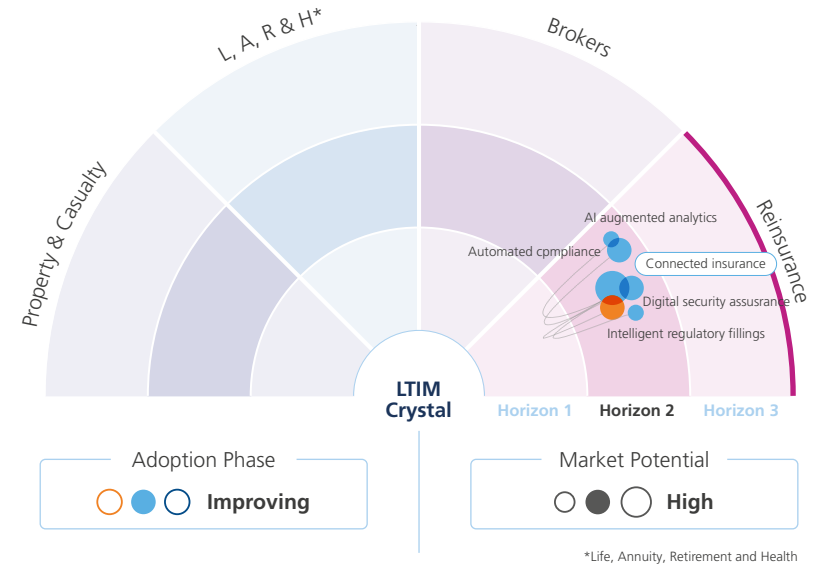 L, A, R & H*
Brokers
Property & Casualty
Reinsurance
AI augmented analytics
Automated cpmpliance
Connected insurance
Digital security assusrance
Intelligent regulatory fillings
LTIM
Crystal
Horizon 1
Horizon 2
Horizon 3
Adoption Phase
Improving
Market Potential
High
*Life, Annuity, Retirement and Health